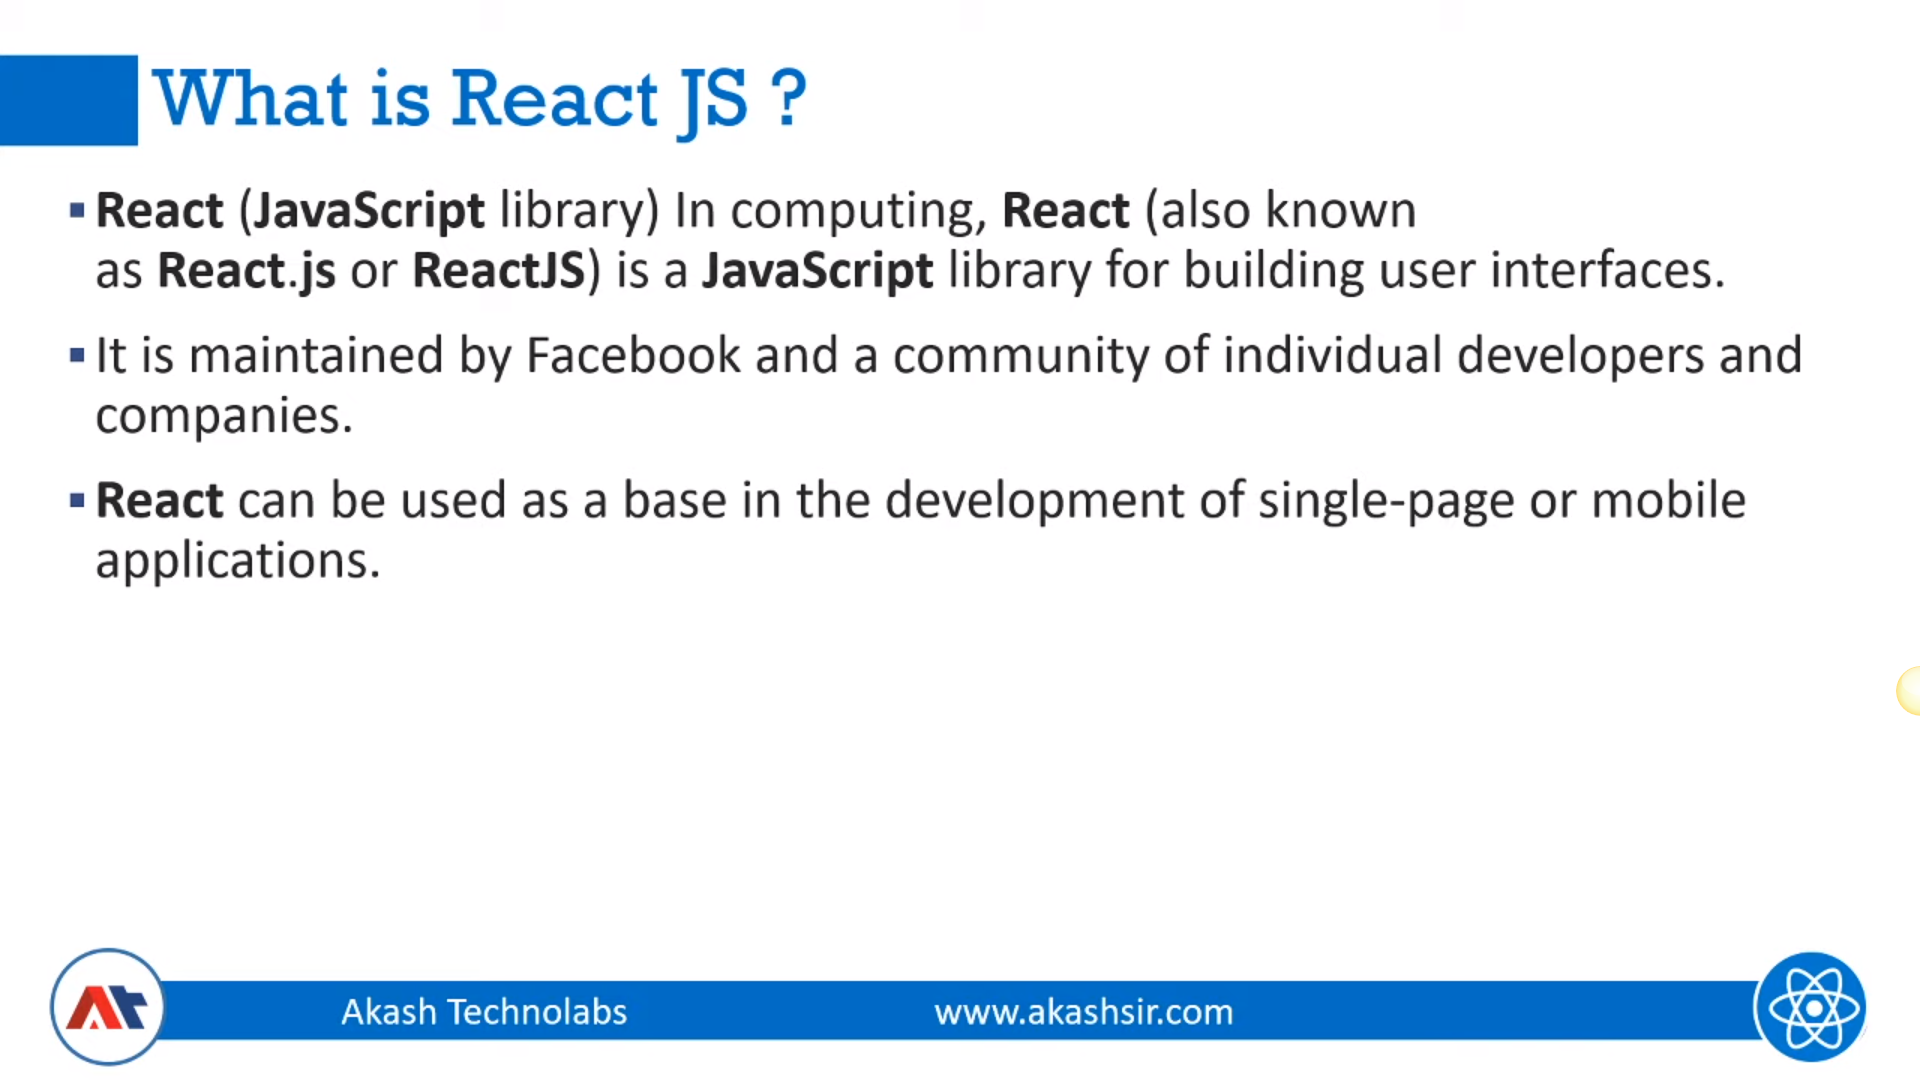 What is React JS ?
React (JavaScript library) In computing, React (also known
as React.js or ReactJS) is a JavaScript library for building user interfaces.
It is maintained by Facebook and a community of individual developers and
companies.
React can be used as a base in the development of single-page or mobile
applications.
At
Akash Technolabs
www.akashsir.com